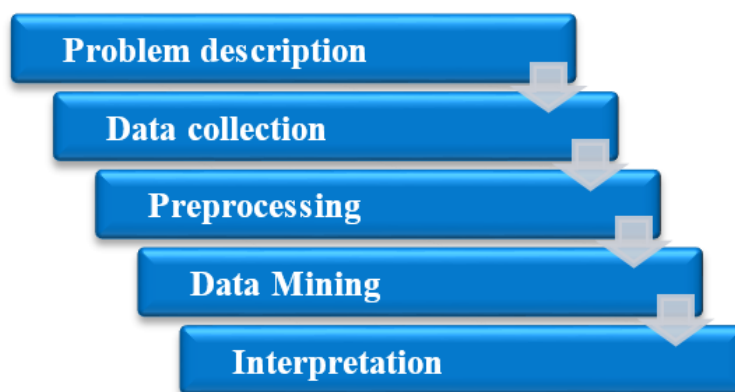 Problem description
Data collection
Preprocessing
Data Mining
Interpretation